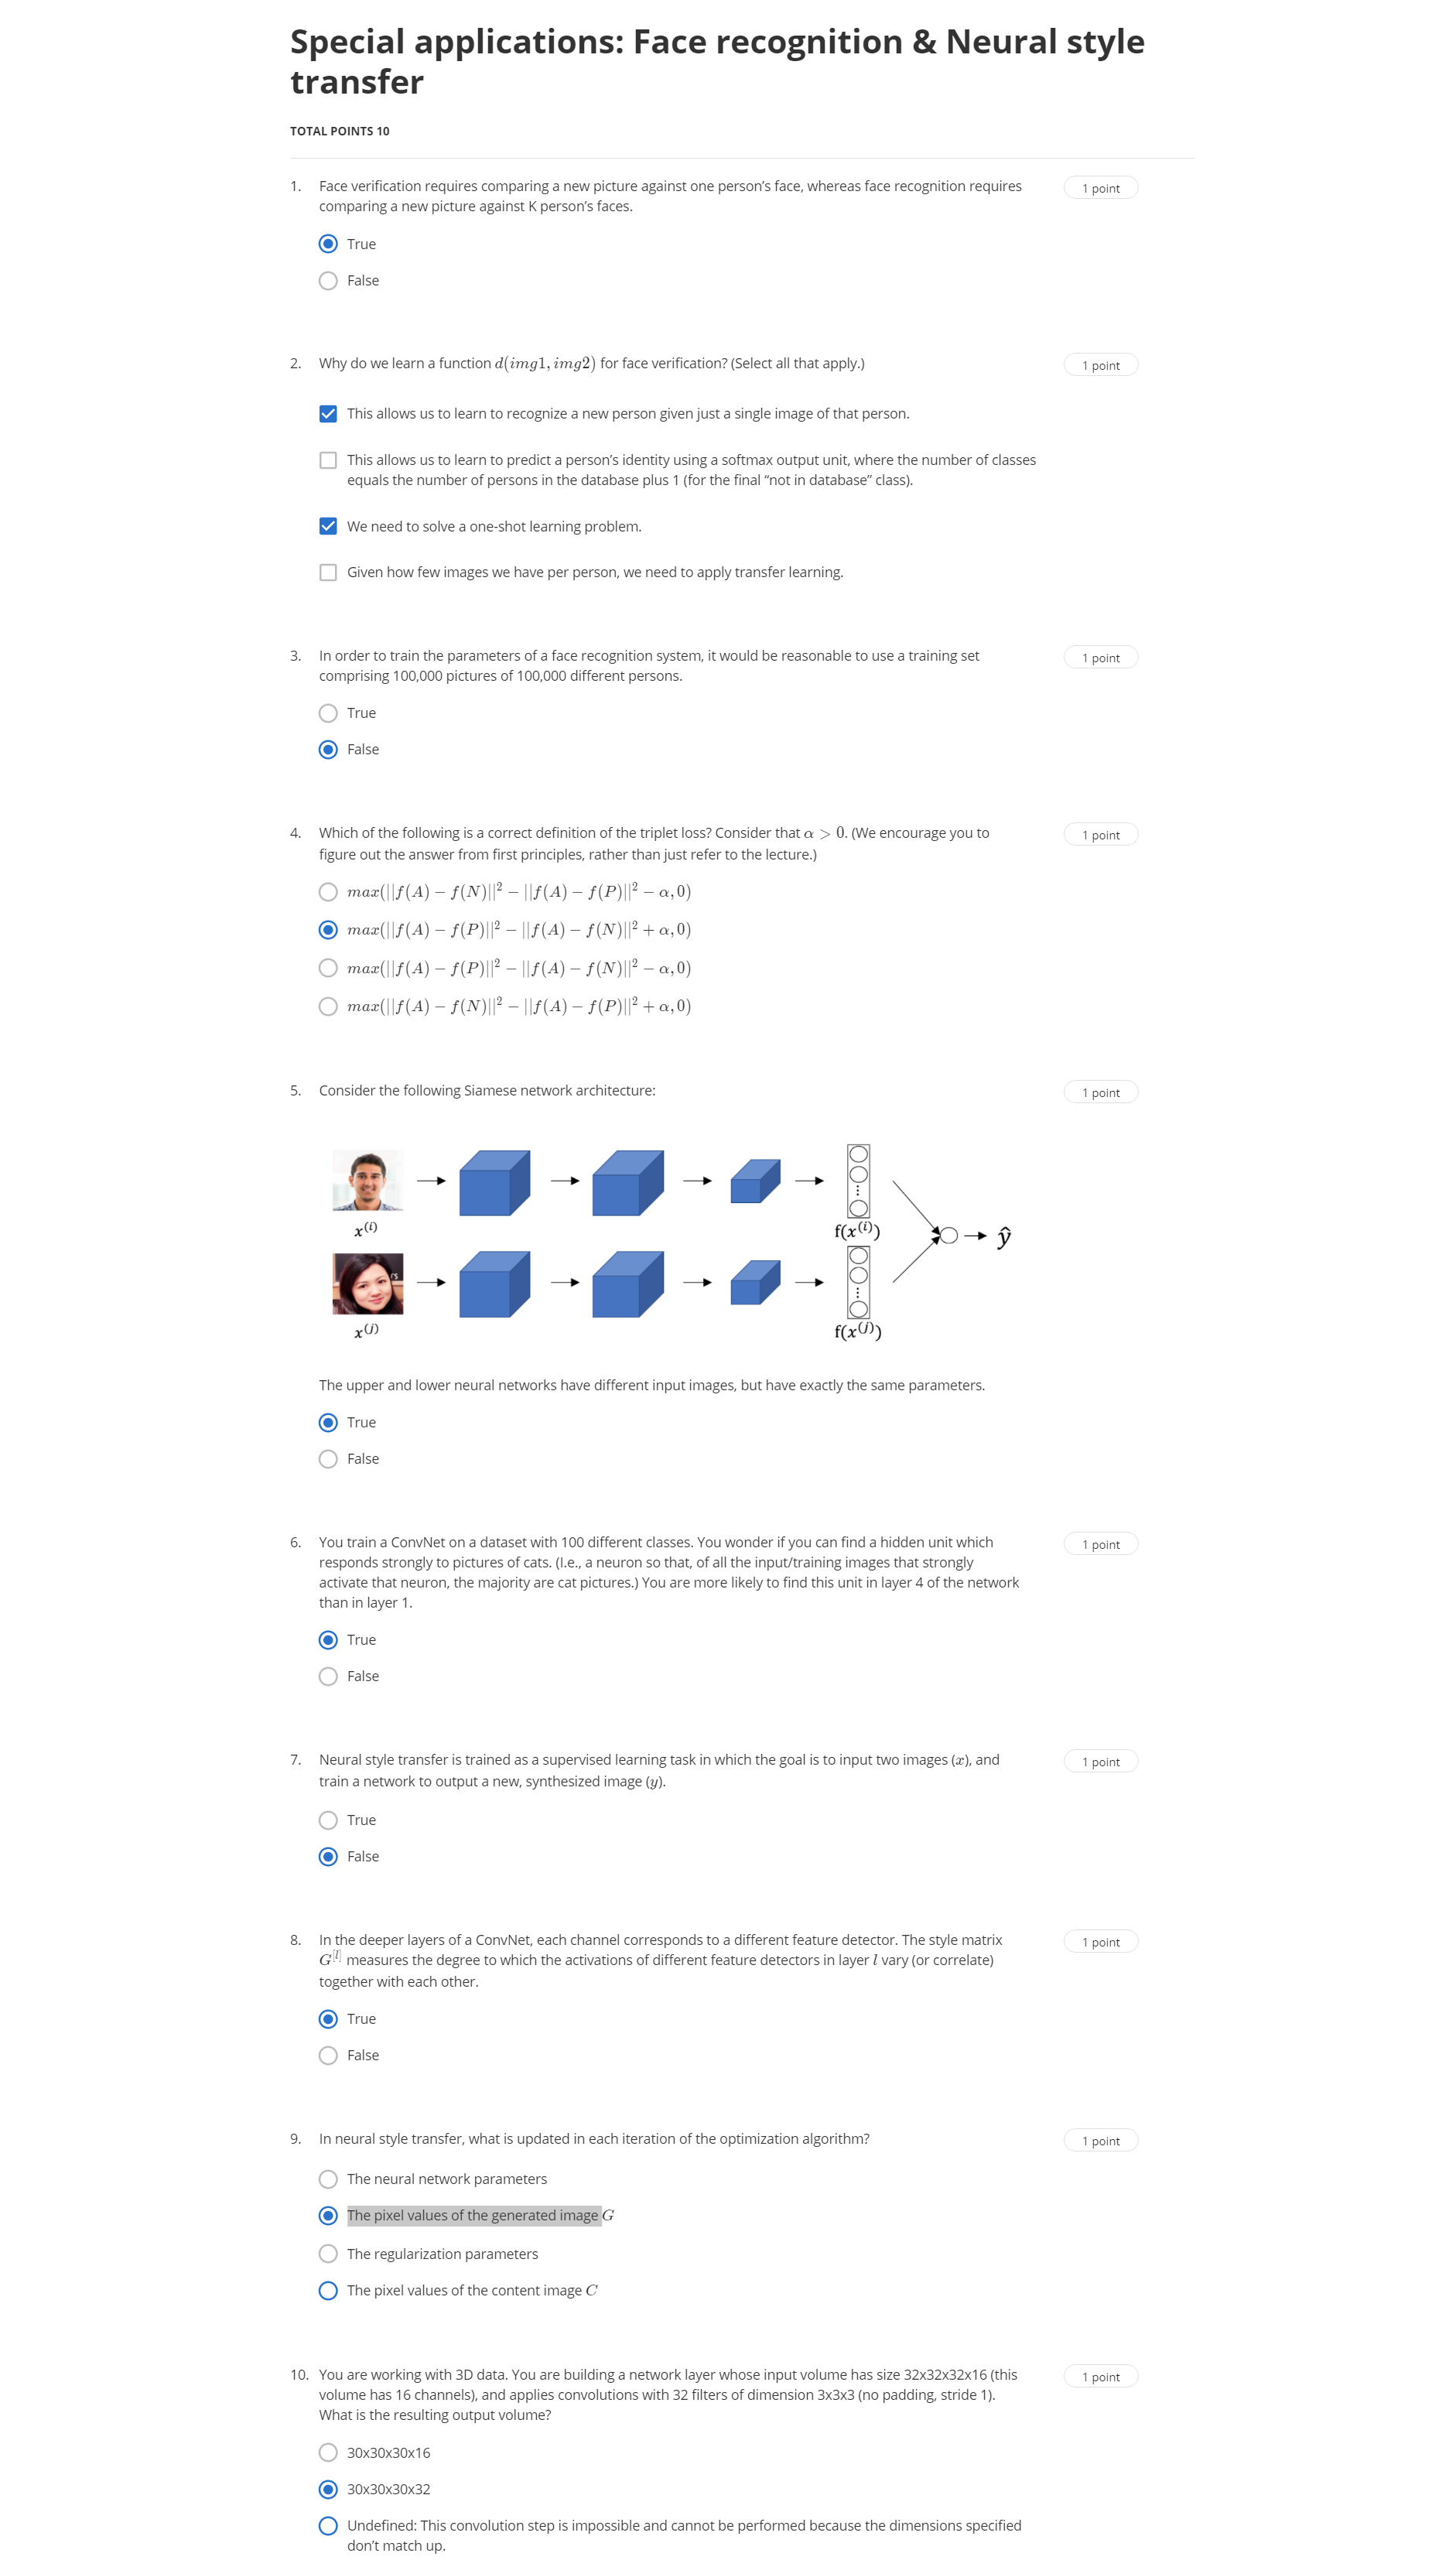 Special applications: Face recognition & Neural style
transfer
TOTAL POINTS 10
1. Face verification requires comparing a new picture against one person’s face, whereas face recognition requires
comparing a new picture against K person’s faces.
1 point
True
False
2. Why do we learn a function d(img1, img2) for face verification? (Select all that apply.)
1 point
This allows us to learn to recognize a new person given just a single image of that person.
This allows us to learn to predict a person’s identity using a softmax output unit, where the number of classes
equals the number of persons in the database plus 1 (for the final “not in database” class).
We need to solve a one-shot learning problem.
Given how few images we have per person, we need to apply transfer learning.
3. In order to train the parameters of a face recognition system, it would be reasonable to use a training set
comprising 100,000 pictures of 100,000 different persons.
1 point
True
False
4. Which of the following is a correct definition of the triplet loss? Consider that α > 0. (We encourage you to
figure out the answer from first principles, rather than just refer to the lecture.)
1 point
max(||f(A) − f(N)||² − ||f(A) − f(P)||² − α, 0)
max(||f(A) − f(P)||² − ||f(A) − f(N)||² + α, 0)
max(||f(A) − f(P)||² − ||f(A) − f(N)||² − α, 0)
max(||f(A) − f(N)||² − ||f(A) − f(P)||² + α, 0)
5. Consider the following Siamese network architecture:
1 point
x⁽ⁱ⁾
f(x⁽ⁱ⁾)
ŷ
x⁽ʲ⁾
f(x⁽ʲ⁾)
The upper and lower neural networks have different input images, but have exactly the same parameters.
True
False
6. You train a ConvNet on a dataset with 100 different classes. You wonder if you can find a hidden unit which
responds strongly to pictures of cats. (I.e., a neuron so that, of all the input/training images that strongly
activate that neuron, the majority are cat pictures.) You are more likely to find this unit in layer 4 of the network
than in layer 1.
1 point
True
False
7. Neural style transfer is trained as a supervised learning task in which the goal is to input two images (x), and
train a network to output a new, synthesized image (y).
1 point
True
False
8. In the deeper layers of a ConvNet, each channel corresponds to a different feature detector. The style matrix
G^[l] measures the degree to which the activations of different feature detectors in layer l vary (or correlate)
together with each other.
1 point
True
False
9. In neural style transfer, what is updated in each iteration of the optimization algorithm?
1 point
The neural network parameters
The pixel values of the generated image G
The regularization parameters
The pixel values of the content image C
10. You are working with 3D data. You are building a network layer whose input volume has size 32x32x32x16 (this
volume has 16 channels), and applies convolutions with 32 filters of dimension 3x3x3 (no padding, stride 1).
What is the resulting output volume?
1 point
30x30x30x16
30x30x30x32
Undefined: This convolution step is impossible and cannot be performed because the dimensions specified
don’t match up.